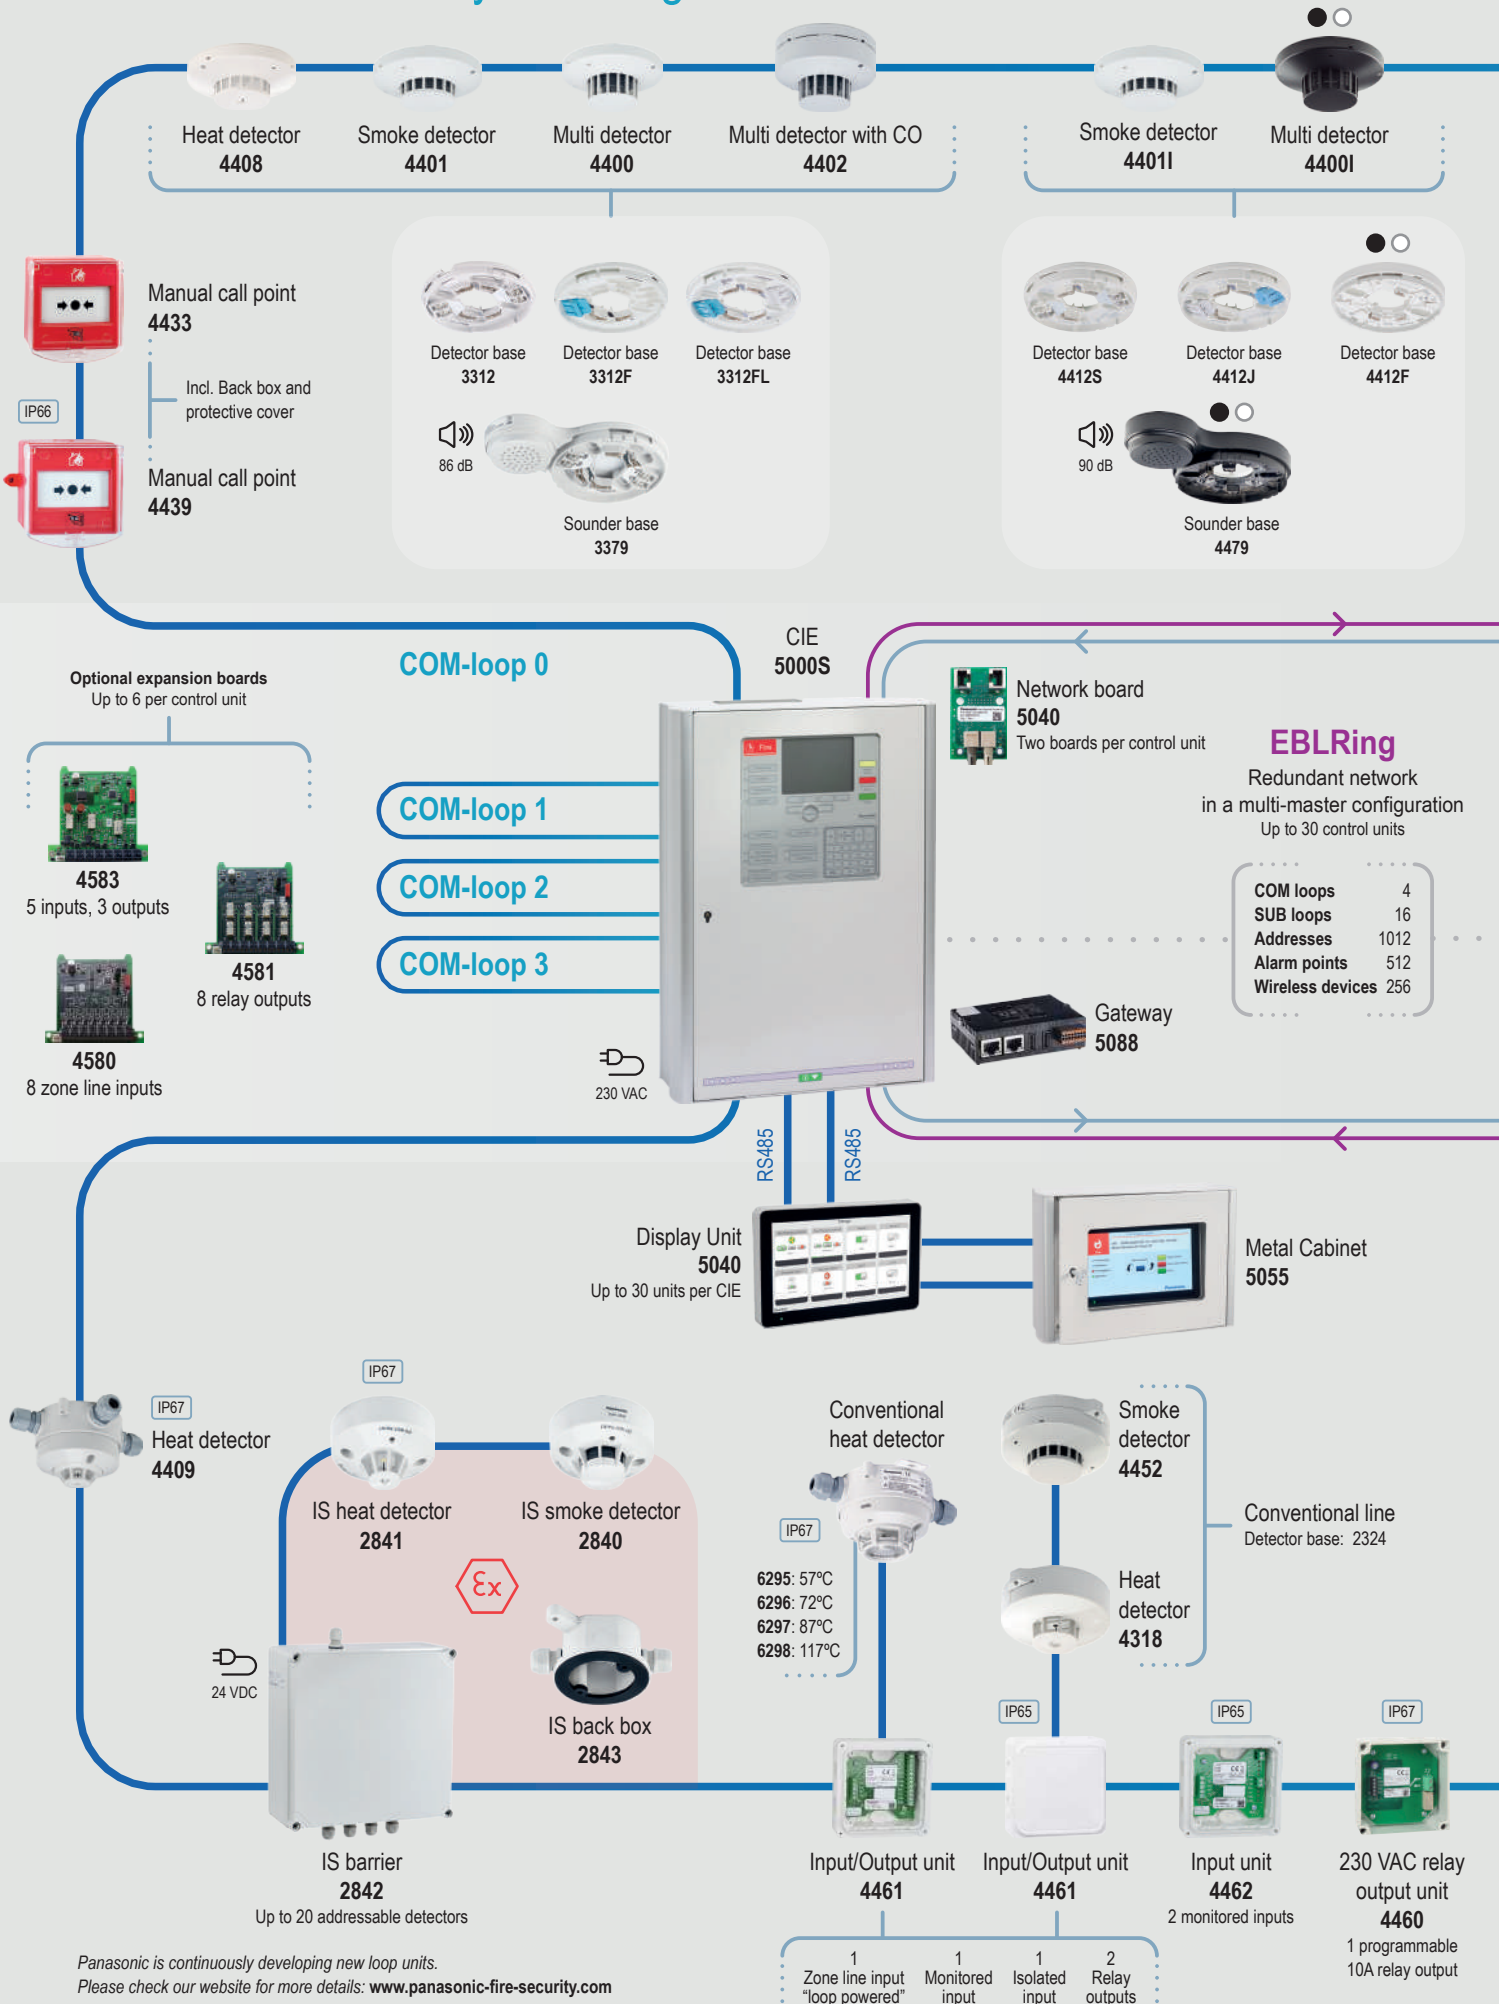 Heat detector
4408
Smoke detector
4401
Multi detector
4400
Multi detector with CO
4402
Smoke detector
4401I
Multi detector
4400I
Manual call point
4433
Incl. Back box and
protective cover
IP66
Manual call point
4439
Detector base
3312
Detector base
3312F
Detector base
3312FL
86 dB
Sounder base
3379
Detector base
4412S
Detector base
4412J
Detector base
4412F
90 dB
Sounder base
4479
COM-loop 0
CIE
5000S
Optional expansion boards
Up to 6 per control unit
4583
5 inputs, 3 outputs
4581
8 relay outputs
4580
8 zone line inputs
COM-loop 1
COM-loop 2
COM-loop 3
Fire
230 VAC
Network board
5040
Two boards per control unit
EBLRing
Redundant network
in a multi-master configuration
Up to 30 control units
COM loops 4
SUB loops 16
Addresses 1012
Alarm points 512
Wireless devices 256
Gateway
5088
RS485
RS485
Display Unit
5040
Up to 30 units per CIE
Metal Cabinet
5055
IP67
Heat detector
4409
IP67
IS heat detector
2841
IS smoke detector
2840
Ex
IS back box
2843
24 VDC
IS barrier
2842
Up to 20 addressable detectors
Conventional
heat detector
IP67
6295: 57ºC
6296: 72ºC
6297: 87ºC
6298: 117ºC
Smoke
detector
4452
Heat
detector
4318
Conventional line
Detector base: 2324
IP65
IP65
IP67
Input/Output unit
4461
Input/Output unit
4461
Input unit
4462
2 monitored inputs
230 VAC relay
output unit
4460
1 programmable
10A relay output
1
Zone line input
“loop powered”
1
Monitored
input
1
Isolated
input
2
Relay
outputs
Panasonic is continuously developing new loop units.
Please check our website for more details: www.panasonic-fire-security.com